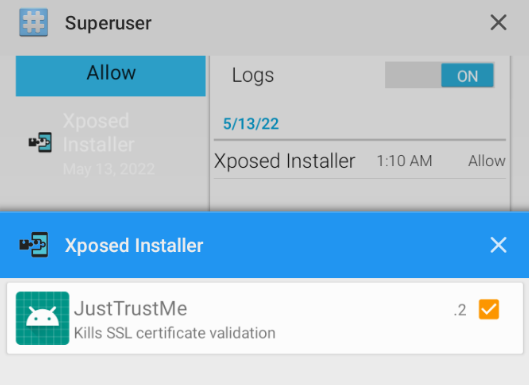 Superuser
Allow
Logs
ON
Xposed
Installer
May 13, 2022
5/13/22
Xposed Installer 1:10 AM Allow
Xposed Installer
JustTrustMe .2
Kills SSL certificate validation